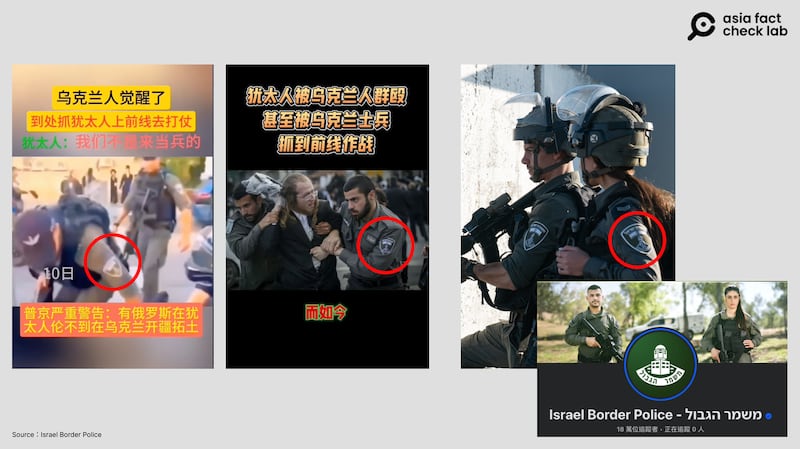 asia fact
check lab
乌克兰人觉醒了
到处抓犹太人上前线去打仗
犹太人：我们不是来当兵的
10日
普京严重警告：有俄罗斯在犹
太人伦不到在乌克兰开疆拓土
犹太人被乌克兰人群殴
甚至被乌克兰士兵
抓到前线作战
而如今
משמר הגבול
Israel Border Police - משמר הגבול
18 萬位追蹤者 • 正在追蹤 0 人
Source：Israel Border Police